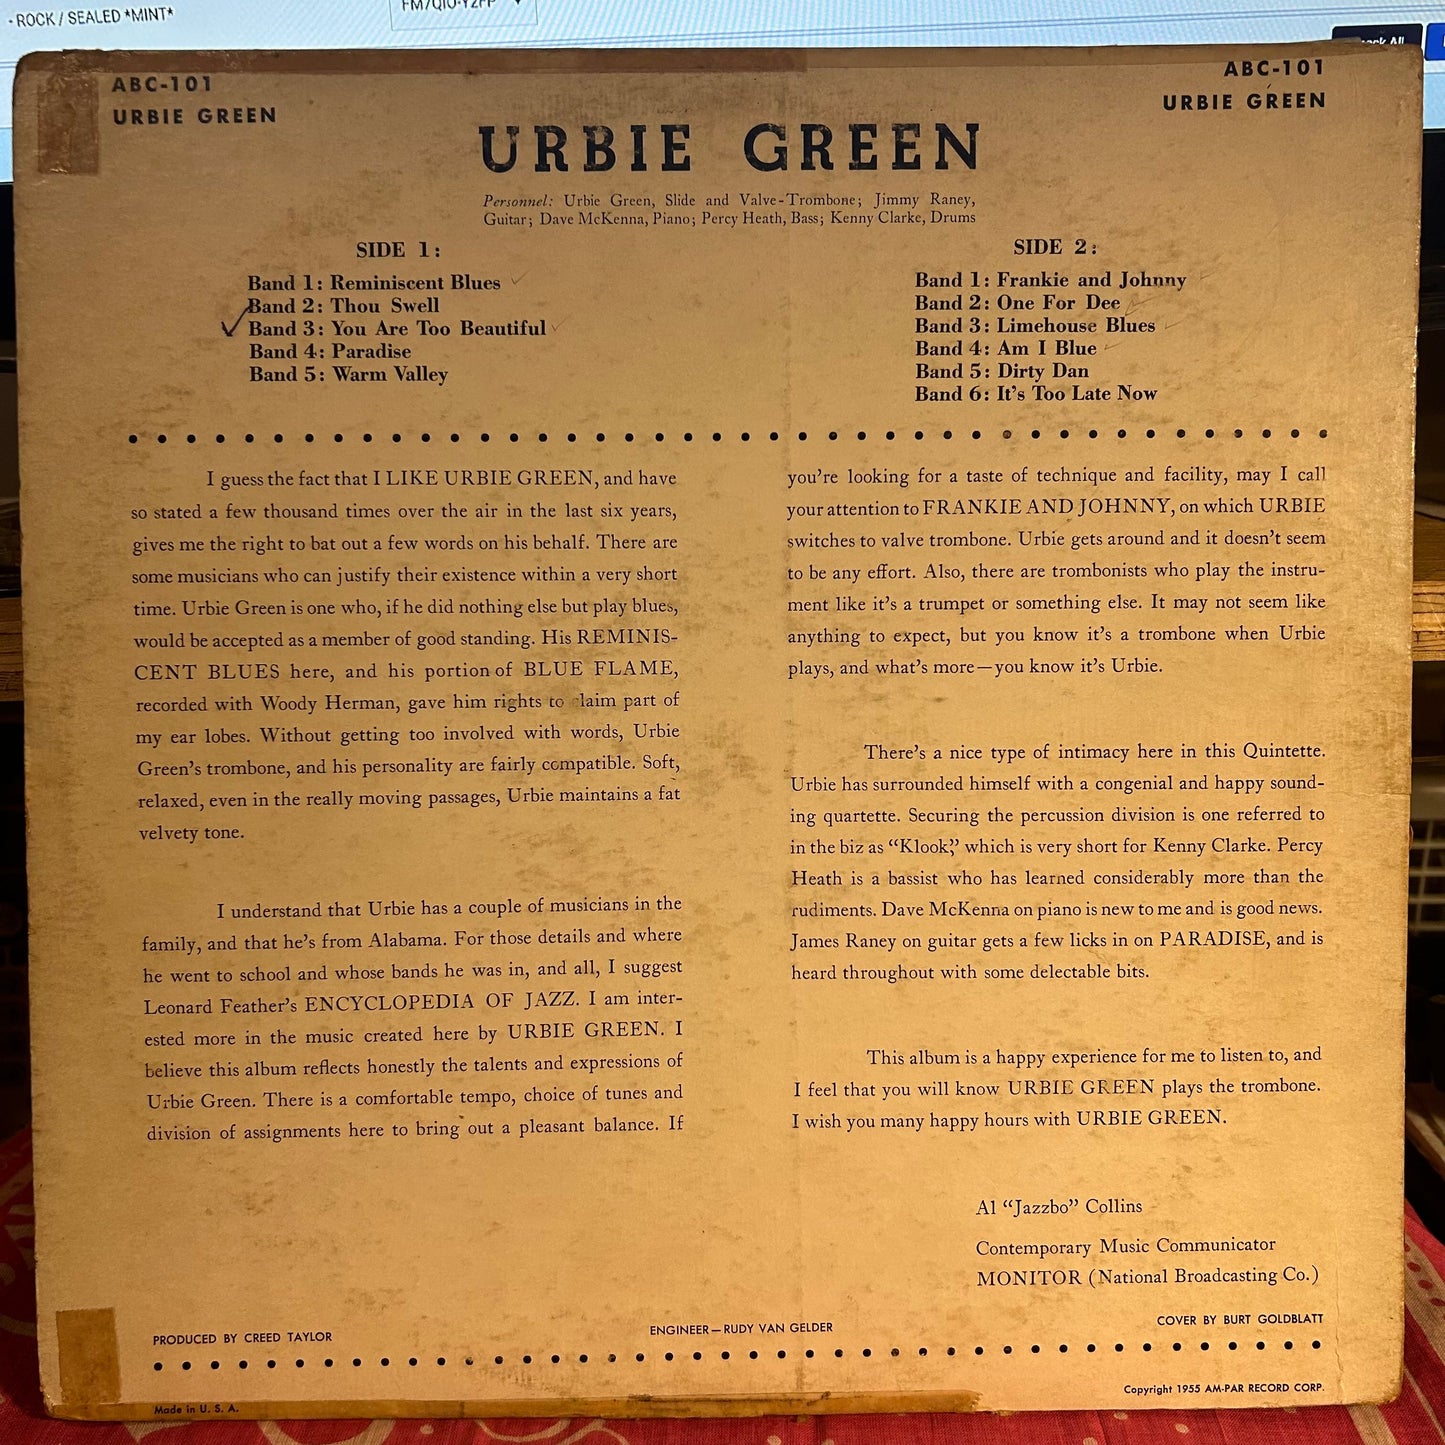 - ROCK / SEALED *MINT*
ABC-101
URBIE GREEN
ABC-101
URBIE GREEN
URBIE GREEN
Personnel: Urbie Green, Slide and Valve-Trombone; Jimmy Raney,
Guitar; Dave McKenna, Piano; Percy Heath, Bass; Kenny Clarke, Drums
SIDE 1:
Band 1: Reminiscent Blues
Band 2: Thou Swell
Band 3: You Are Too Beautiful
Band 4: Paradise
Band 5: Warm Valley
SIDE 2:
Band 1: Frankie and Johnny
Band 2: One For Dee
Band 3: Limehouse Blues
Band 4: Am I Blue
Band 5: Dirty Dan
Band 6: It's Too Late Now
I guess the fact that I LIKE URBIE GREEN, and have
so stated a few thousand times over the air in the last six years,
gives me the right to bat out a few words on his behalf. There are
some musicians who can justify their existence within a very short
time. Urbie Green is one who, if he did nothing else but play blues,
would be accepted as a member of good standing. His REMINIS-
CENT BLUES here, and his portion of BLUE FLAME,
recorded with Woody Herman, gave him rights to claim part of
my ear lobes. Without getting too involved with words, Urbie
Green's trombone, and his personality are fairly compatible. Soft,
relaxed, even in the really moving passages, Urbie maintains a fat
velvety tone.
I understand that Urbie has a couple of musicians in the
family, and that he's from Alabama. For those details and where
he went to school and whose bands he was in, and all, I suggest
Leonard Feather's ENCYCLOPEDIA OF JAZZ. I am inter-
ested more in the music created here by URBIE GREEN. I
believe this album reflects honestly the talents and expressions of
Urbie Green. There is a comfortable tempo, choice of tunes and
division of assignments here to bring out a pleasant balance. If
you're looking for a taste of technique and facility, may I call
your attention to FRANKIE AND JOHNNY, on which URBIE
switches to valve trombone. Urbie gets around and it doesn't seem
to be any effort. Also, there are trombonists who play the instru-
ment like it's a trumpet or something else. It may not seem like
anything to expect, but you know it's a trombone when Urbie
plays, and what's more—you know it's Urbie.
There's a nice type of intimacy here in this Quintette.
Urbie has surrounded himself with a congenial and happy sound-
ing quartette. Securing the percussion division is one referred to
in the biz as “Klook,” which is very short for Kenny Clarke. Percy
Heath is a bassist who has learned considerably more than the
rudiments. Dave McKenna on piano is new to me and is good news.
James Raney on guitar gets a few licks in on PARADISE, and is
heard throughout with some delectable bits.
This album is a happy experience for me to listen to, and
I feel that you will know URBIE GREEN plays the trombone.
I wish you many happy hours with URBIE GREEN.
Al “Jazzbo” Collins
Contemporary Music Communicator
MONITOR (National Broadcasting Co.)
PRODUCED BY CREED TAYLOR
ENGINEER—RUDY VAN GELDER
COVER BY BURT GOLDBLATT
Copyright 1955 AM-PAR RECORD CORP.
Made in U. S. A.